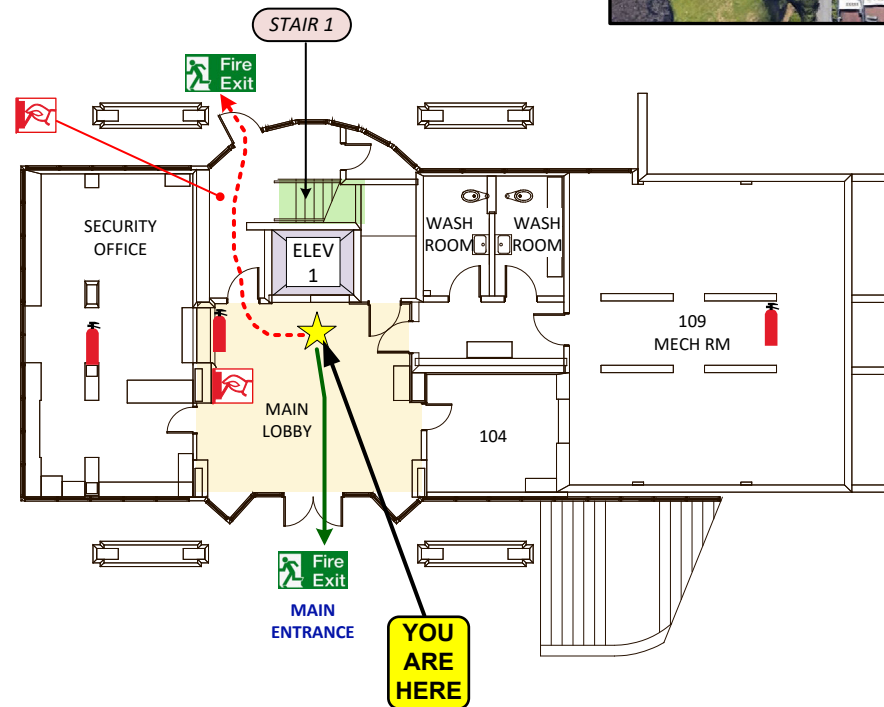 STAIR 1
Fire
Exit
SECURITY
OFFICE
ELEV
1
WASH
ROOM
WASH
ROOM
109
MECH RM
MAIN
LOBBY
104
Fire
Exit
MAIN
ENTRANCE
YOU
ARE
HERE